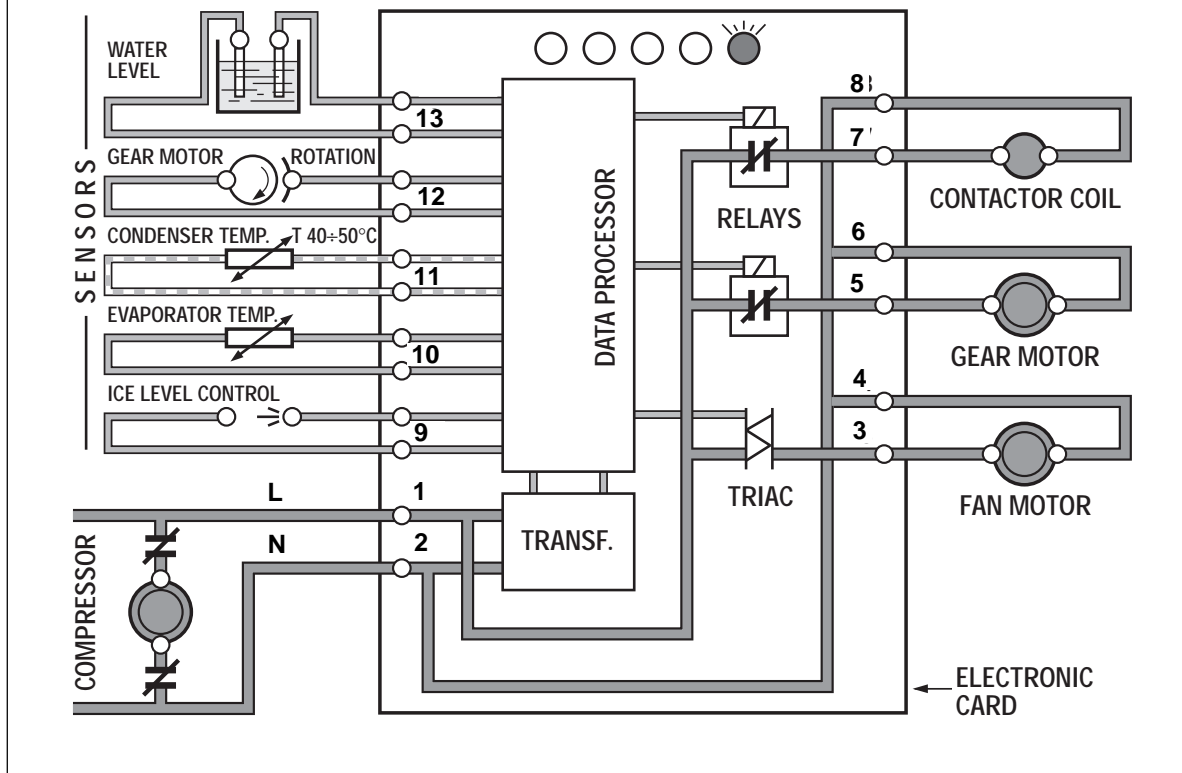 WATER
LEVEL
13
GEAR MOTOR ROTATION
12
CONDENSER TEMP. T 40÷50°C
11
EVAPORATOR TEMP.
10
ICE LEVEL CONTROL
9
SENSORS
L 1
N 2
COMPRESSOR
DATA PROCESSOR
TRANSF.
RELAYS
TRIAC
8
7
CONTACTOR COIL
6
5
GEAR MOTOR
4
3
FAN MOTOR
ELECTRONIC
CARD